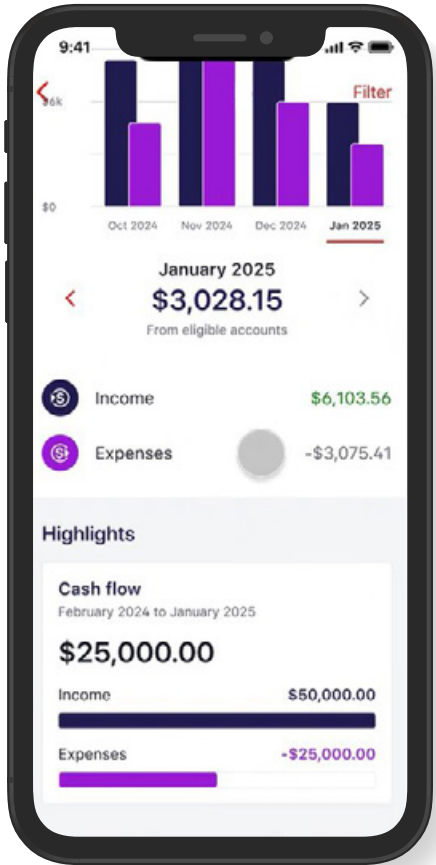 9:41
Filter
$6k
$0
Oct 2024 Nov 2024 Dec 2024 Jan 2025
January 2025
$3,028.15
From eligible accounts
Income $6,103.56
Expenses -$3,075.41
Highlights
Cash flow
February 2024 to January 2025
$25,000.00
Income $50,000.00
Expenses -$25,000.00